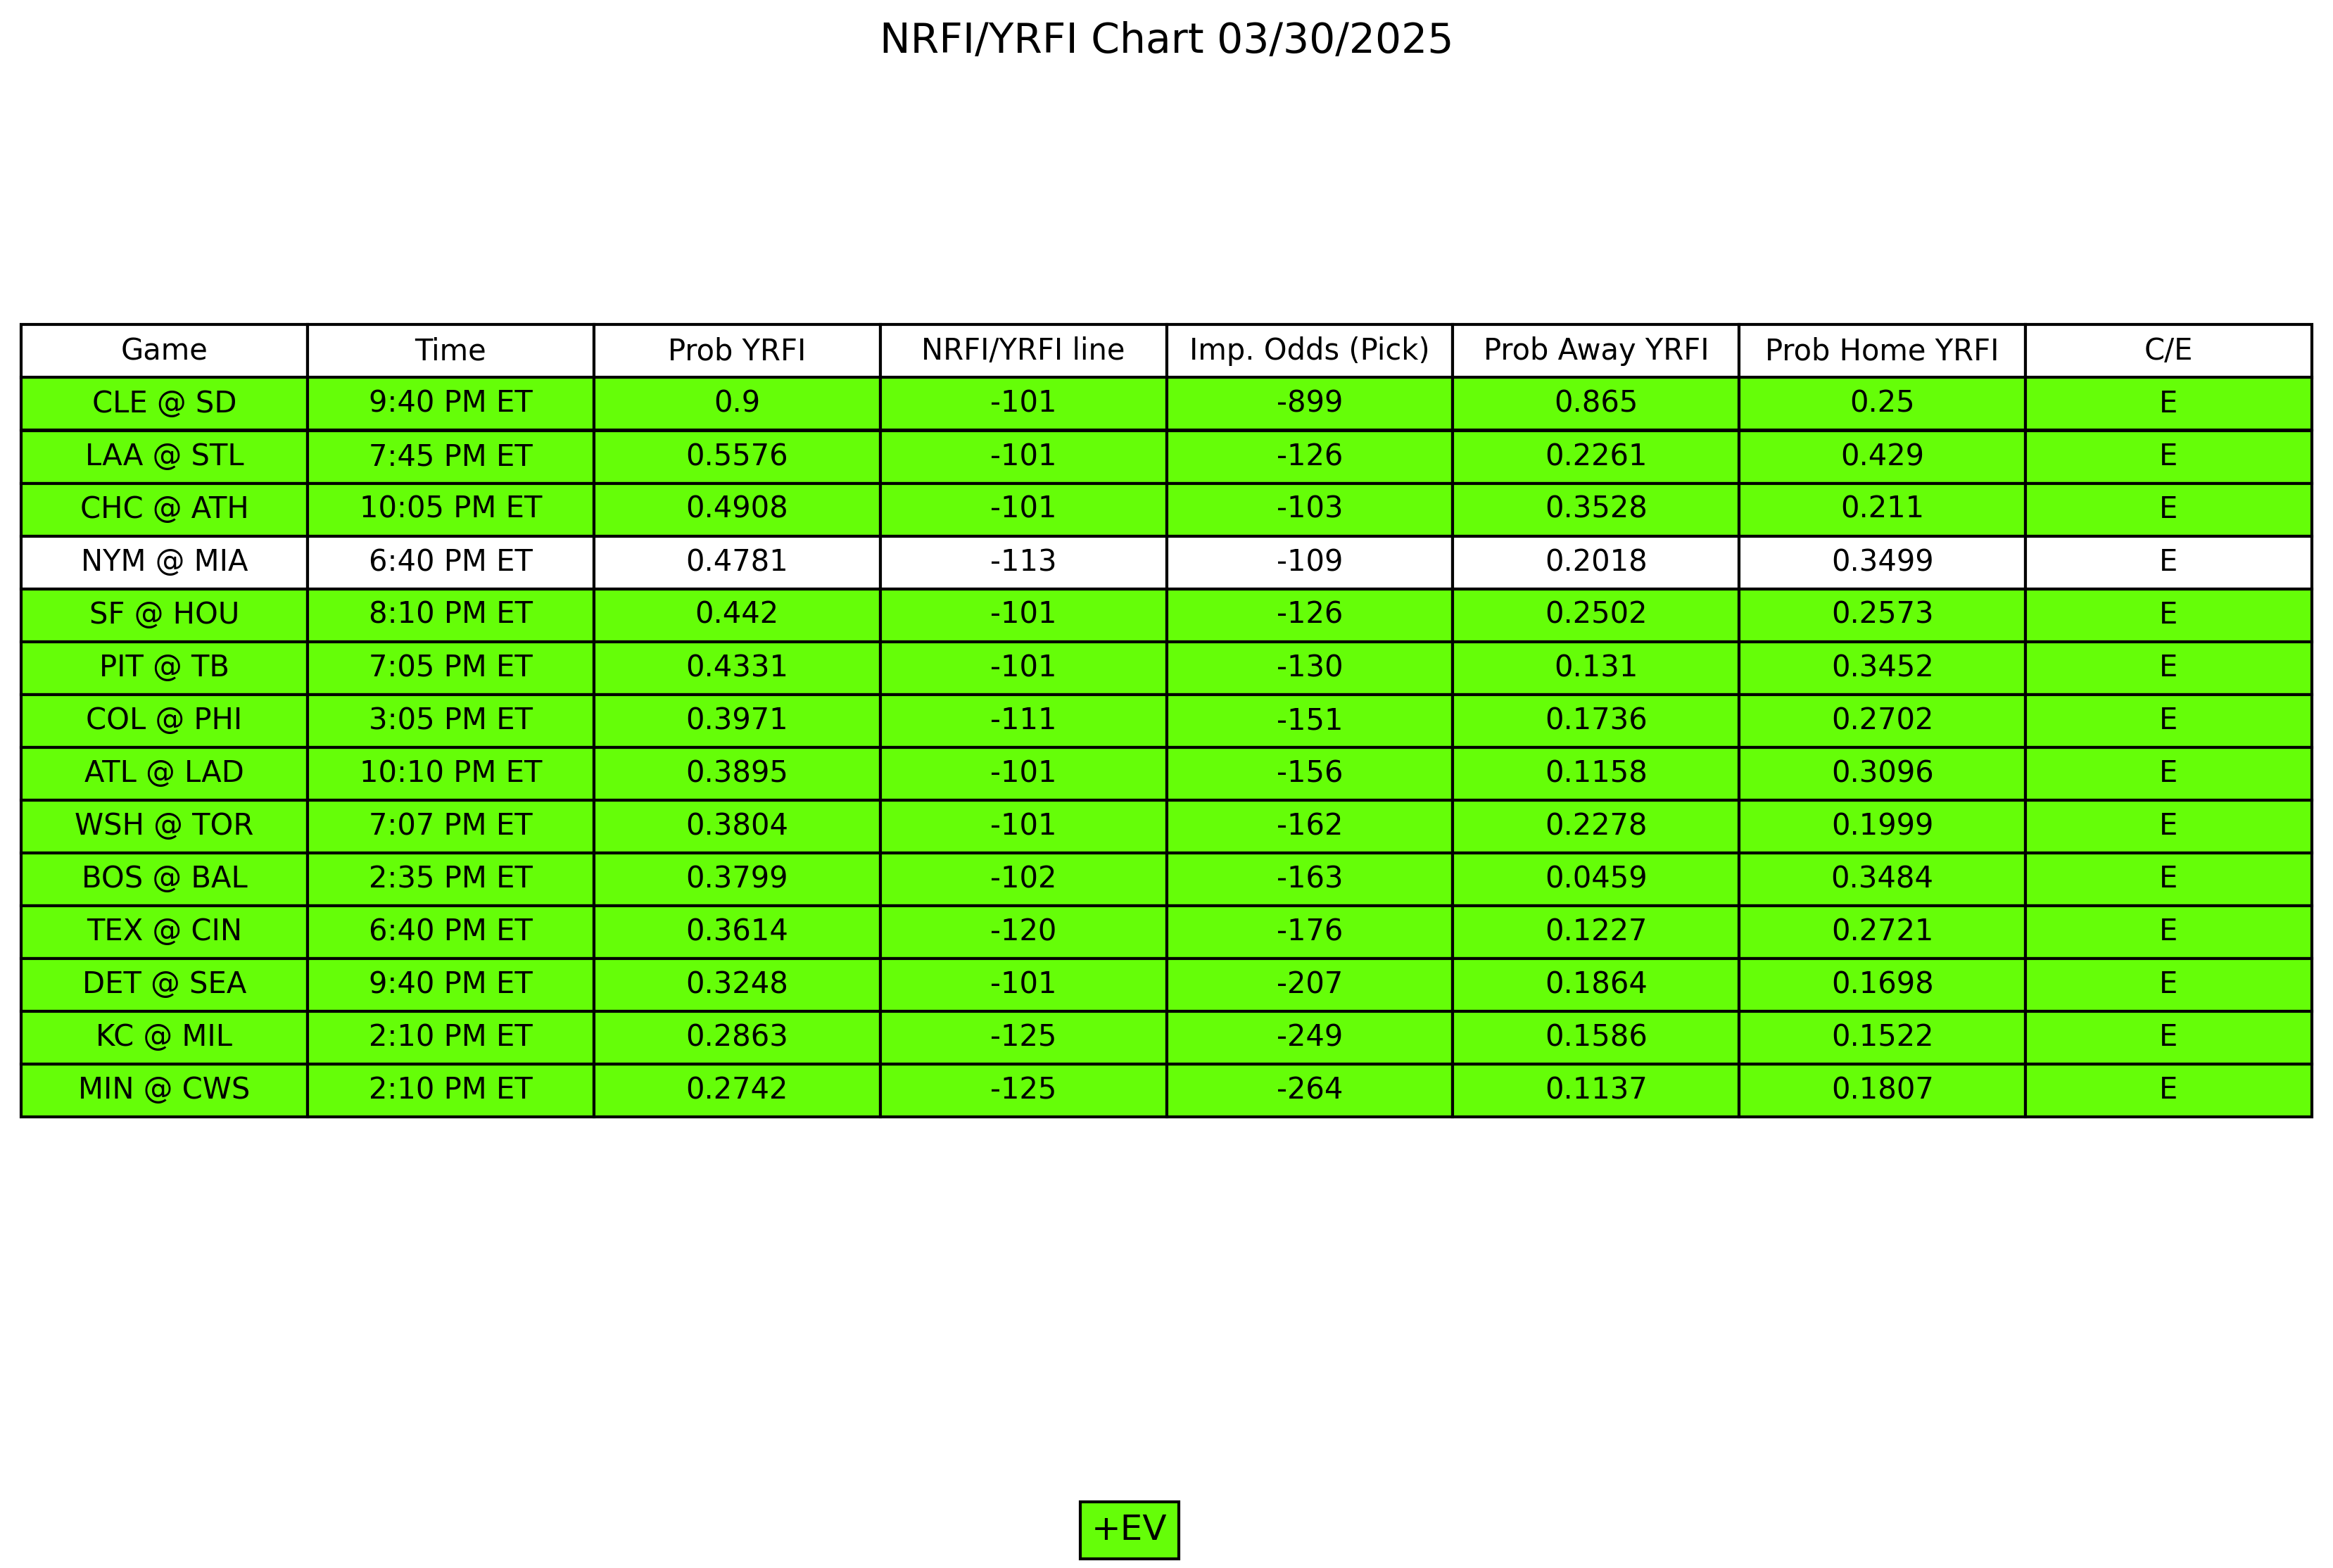 NRFI/YRFI Chart 03/30/2025
Game Time Prob YRFI NRFI/YRFI line Imp. Odds (Pick) Prob Away YRFI Prob Home YRFI C/E
CLE @ SD 9:40 PM ET 0.9 -101 -899 0.865 0.25 E
LAA @ STL 7:45 PM ET 0.5576 -101 -126 0.2261 0.429 E
CHC @ ATH 10:05 PM ET 0.4908 -101 -103 0.3528 0.211 E
NYM @ MIA 6:40 PM ET 0.4781 -113 -109 0.2018 0.3499 E
SF @ HOU 8:10 PM ET 0.442 -101 -126 0.2502 0.2573 E
PIT @ TB 7:05 PM ET 0.4331 -101 -130 0.131 0.3452 E
COL @ PHI 3:05 PM ET 0.3971 -111 -151 0.1736 0.2702 E
ATL @ LAD 10:10 PM ET 0.3895 -101 -156 0.1158 0.3096 E
WSH @ TOR 7:07 PM ET 0.3804 -101 -162 0.2278 0.1999 E
BOS @ BAL 2:35 PM ET 0.3799 -102 -163 0.0459 0.3484 E
TEX @ CIN 6:40 PM ET 0.3614 -120 -176 0.1227 0.2721 E
DET @ SEA 9:40 PM ET 0.3248 -101 -207 0.1864 0.1698 E
KC @ MIL 2:10 PM ET 0.2863 -125 -249 0.1586 0.1522 E
MIN @ CWS 2:10 PM ET 0.2742 -125 -264 0.1137 0.1807 E
+EV